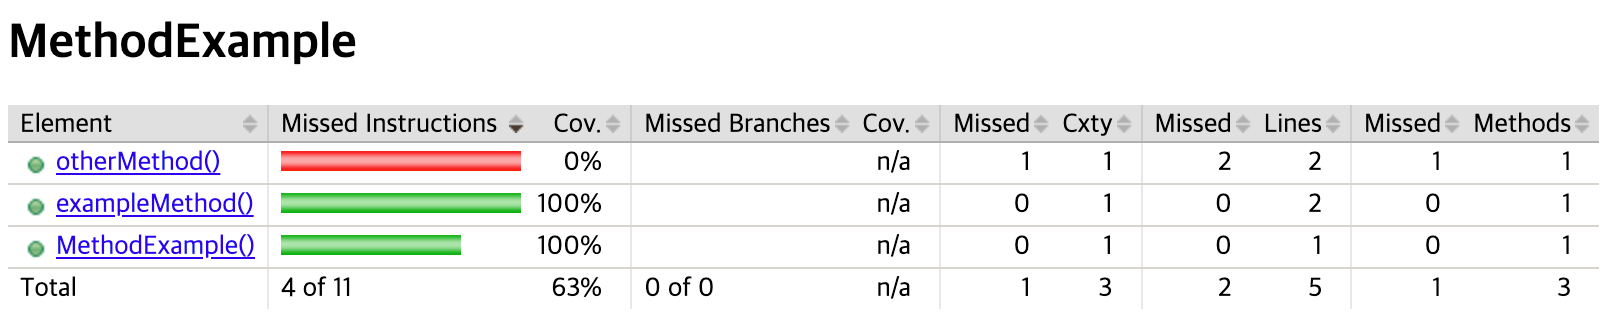 MethodExample
Element Missed Instructions Cov. Missed Branches Cov. Missed Cxty Missed Lines Missed Methods
otherMethod() 0% n/a 1 1 2 2 1 1
exampleMethod() 100% n/a 0 1 0 2 0 1
MethodExample() 100% n/a 0 1 0 1 0 1
Total 4 of 11 63% 0 of 0 n/a 1 3 2 5 1 3